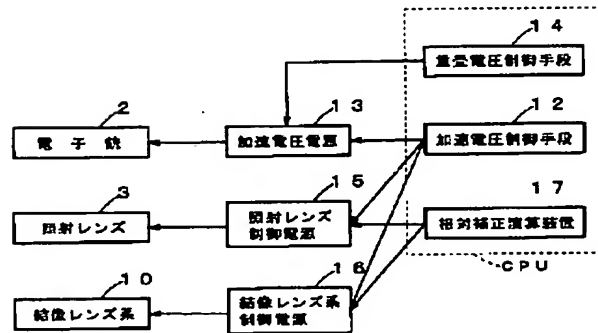 １４
重畳電圧制御手段
２
１３
１２
電子銃
加速電圧電源
加速電圧制御手段
３
１５
１７
照射レンズ
照射レンズ
制御電源
相対補正演算装置
１０
１６
CPU
結像レンズ系
結像レンズ系
制御電源